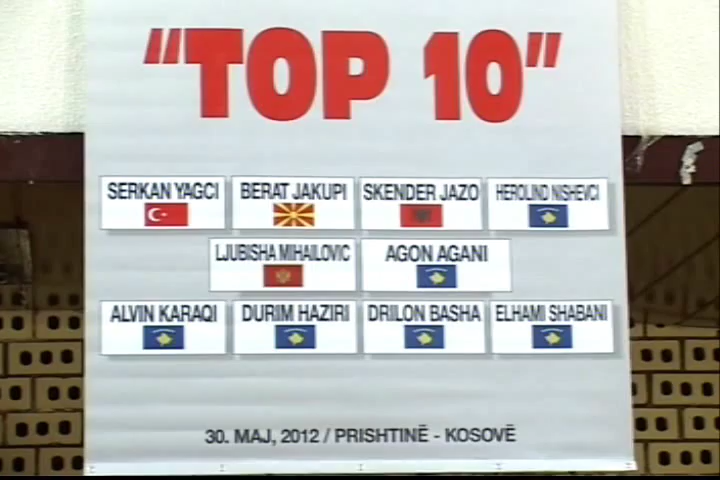 "TOP 10"
SERKAN YAGCI BERAT JAKUPI SKENDER JAZO HEROLIND NISHEVCI
LJUBISHA MIHAILOVIC AGON AGANI
ALVIN KARAQI DURIM HAZIRI DRILON BASHA ELHAMI SHABANI
30. MAJ, 2012 / PRISHTINË - KOSOVË